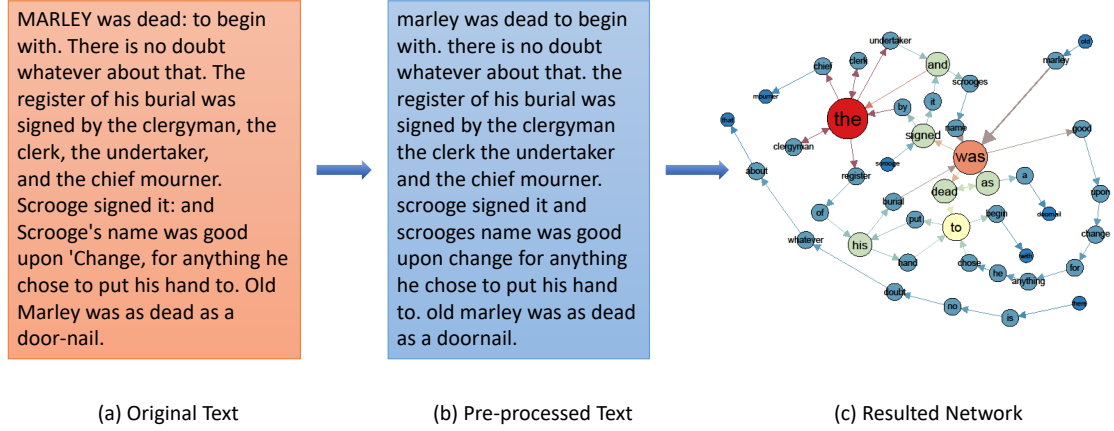 MARLEY was dead: to begin
with. There is no doubt
whatever about that. The
register of his burial was
signed by the clergyman, the
clerk, the undertaker,
and the chief mourner.
Scrooge signed it: and
Scrooge's name was good
upon 'Change, for anything he
chose to put his hand to. Old
Marley was as dead as a
door-nail.
marley was dead to begin
with. there is no doubt
whatever about that. the
register of his burial was
signed by the clergyman
the clerk the undertaker
and the chief mourner.
scrooge signed it and
scrooges name was good
upon change for anything
he chose to put his hand
to. old marley was as dead
as a doornail.
undertaker
old
marley
chief
clerk
and
scrooges
mourner
it
by
that
the
signed
name
good
clergyman
was
scrooge
about
register
dead
as
a
upon
burial
of
put
begin
doornail
to
change
whatever
his
with
hand
chose
he
anything
for
doubt
no
is
there
(a) Original Text
(b) Pre-processed Text
(c) Resulted Network